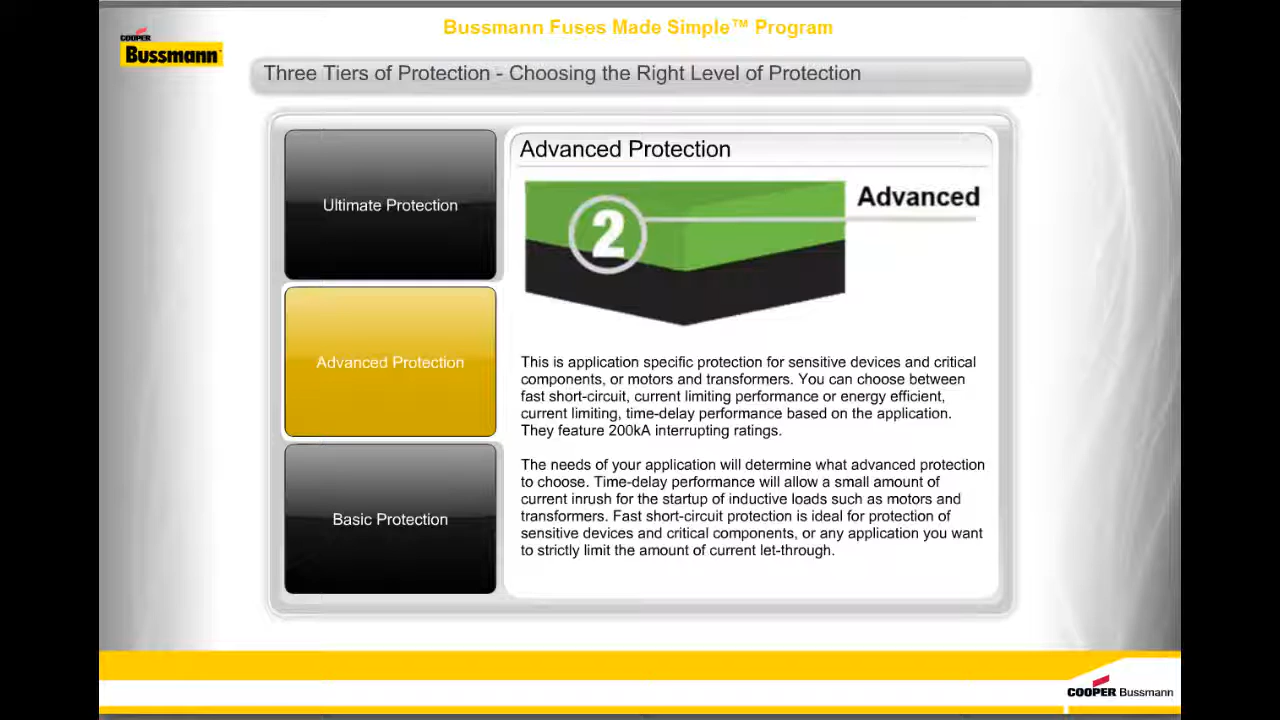 Bussmann Fuses Made Simple™ Program
COOPER
Bussmann
Three Tiers of Protection - Choosing the Right Level of Protection
Ultimate Protection
Advanced Protection
Basic Protection
Advanced Protection
2
Advanced
This is application specific protection for sensitive devices and critical
components, or motors and transformers. You can choose between
fast short-circuit, current limiting performance or energy efficient,
current limiting, time-delay performance based on the application.
They feature 200kA interrupting ratings.
The needs of your application will determine what advanced protection
to choose. Time-delay performance will allow a small amount of
current inrush for the startup of inductive loads such as motors and
transformers. Fast short-circuit protection is ideal for protection of
sensitive devices and critical components, or any application you want
to strictly limit the amount of current let-through.
COOPER Bussmann